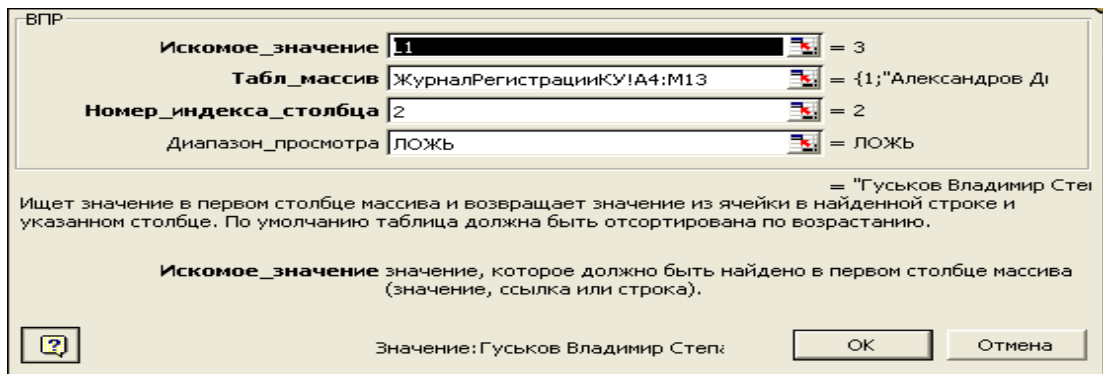 ВПР
Искомое_значение L1 = 3
Табл_массив ЖурналРегистрацииКУ!A4:M13 = {1;"Александров Ді
Номер_индекса_столбца 2 = 2
Диапазон_просмотра ЛОЖЬ = ЛОЖЬ
= "Гуськов Владимир Сте
Ищет значение в первом столбце массива и возвращает значение из ячейки в найденной строке и
указанном столбце. По умолчанию таблица должна быть отсортирована по возрастанию.
Искомое_значение значение, которое должно быть найдено в первом столбце массива
(значение, ссылка или строка).
Значение:Гуськов Владимир Степа
ОК
Отмена